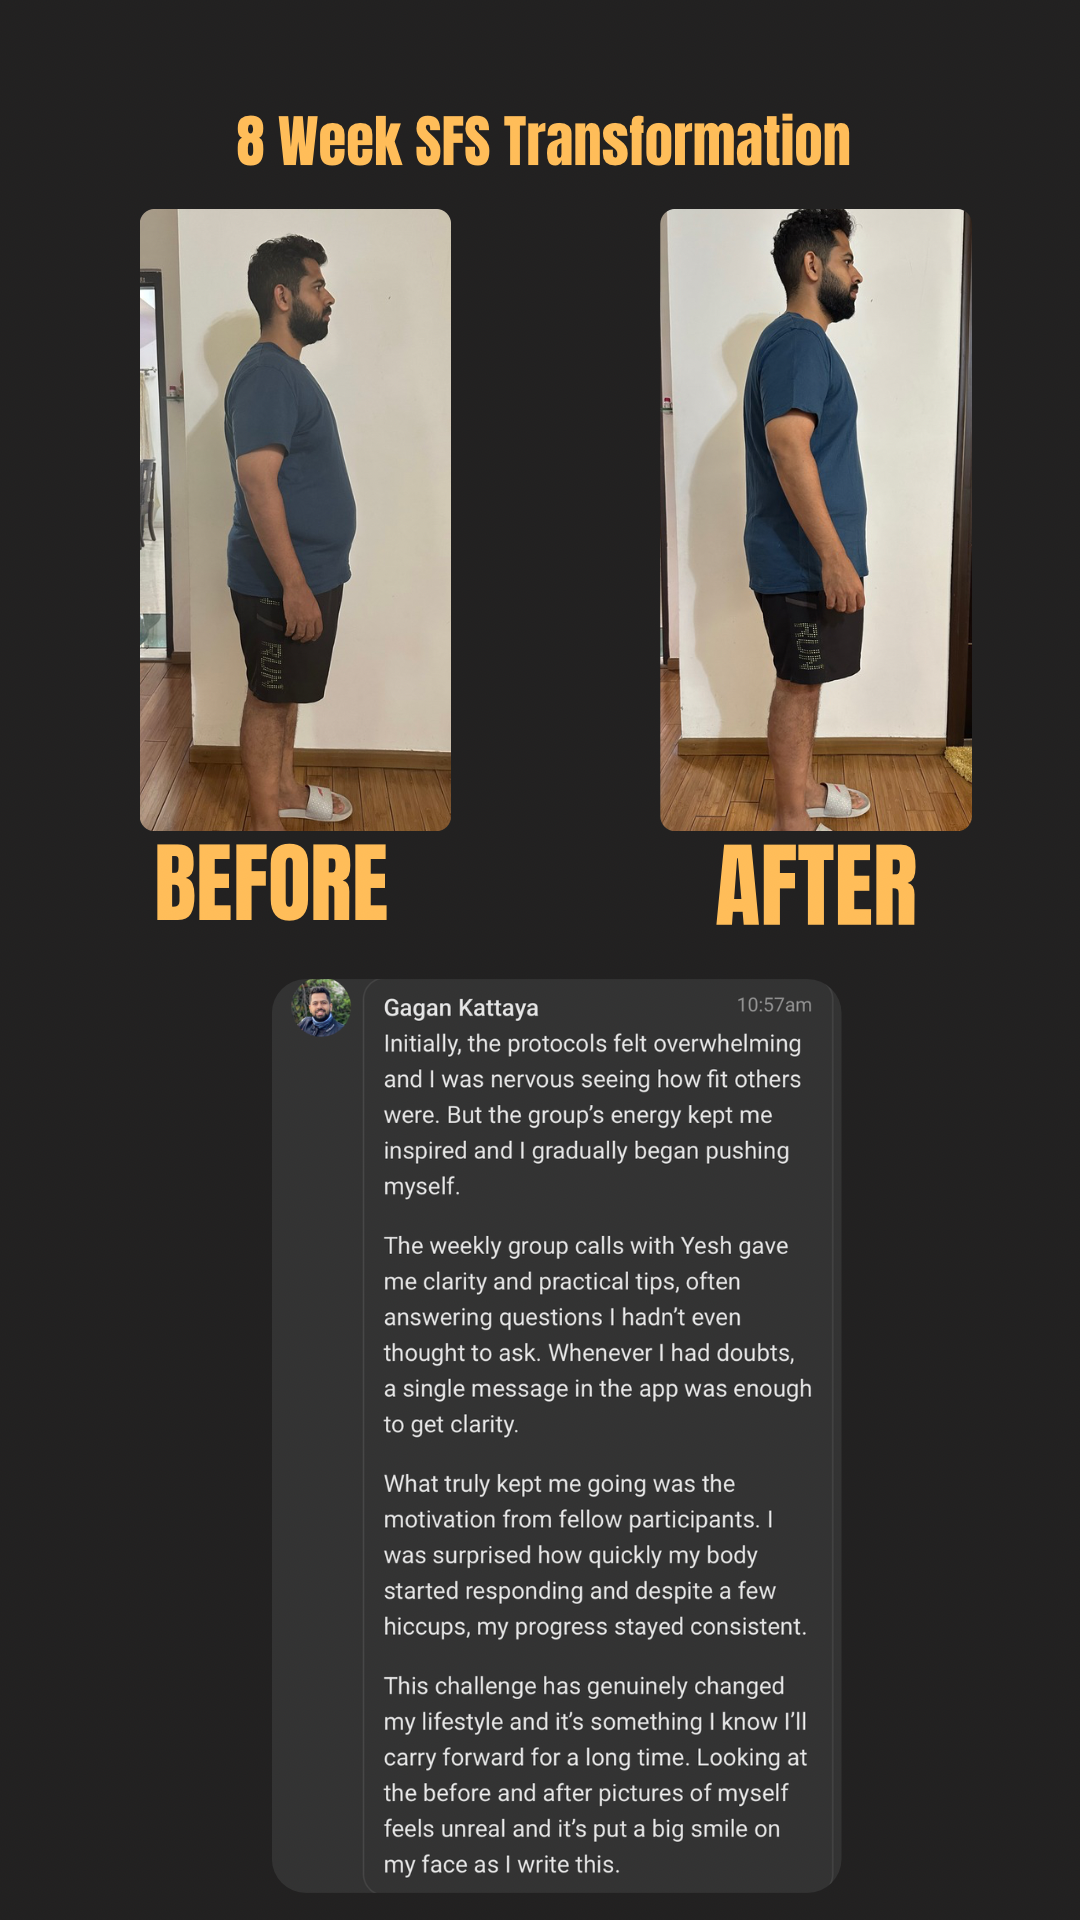 8 Week SFS Transformation
RUN
RUN
BEFORE
AFTER
Gagan Kattaya
10:57am
Initially, the protocols felt overwhelming
and I was nervous seeing how fit others
were. But the group’s energy kept me
inspired and I gradually began pushing
myself.
The weekly group calls with Yesh gave
me clarity and practical tips, often
answering questions I hadn’t even
thought to ask. Whenever I had doubts,
a single message in the app was enough
to get clarity.
What truly kept me going was the
motivation from fellow participants. I
was surprised how quickly my body
started responding and despite a few
hiccups, my progress stayed consistent.
This challenge has genuinely changed
my lifestyle and it’s something I know I’ll
carry forward for a long time. Looking at
the before and after pictures of myself
feels unreal and it’s put a big smile on
my face as I write this.